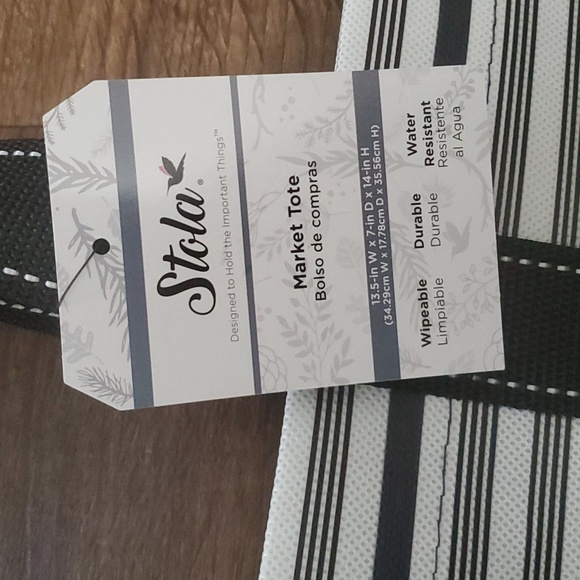 Stola®
Designed to Hold the Important Things™
Market Tote
Bolso de compras
13.5-in W x 7-in D x 14-in H
(34.29cm W x 17.78cm D x 35.56cm H)
Wipeable
Limpiable
Durable
Durable
Water
Resistant
Resistente
al Agua